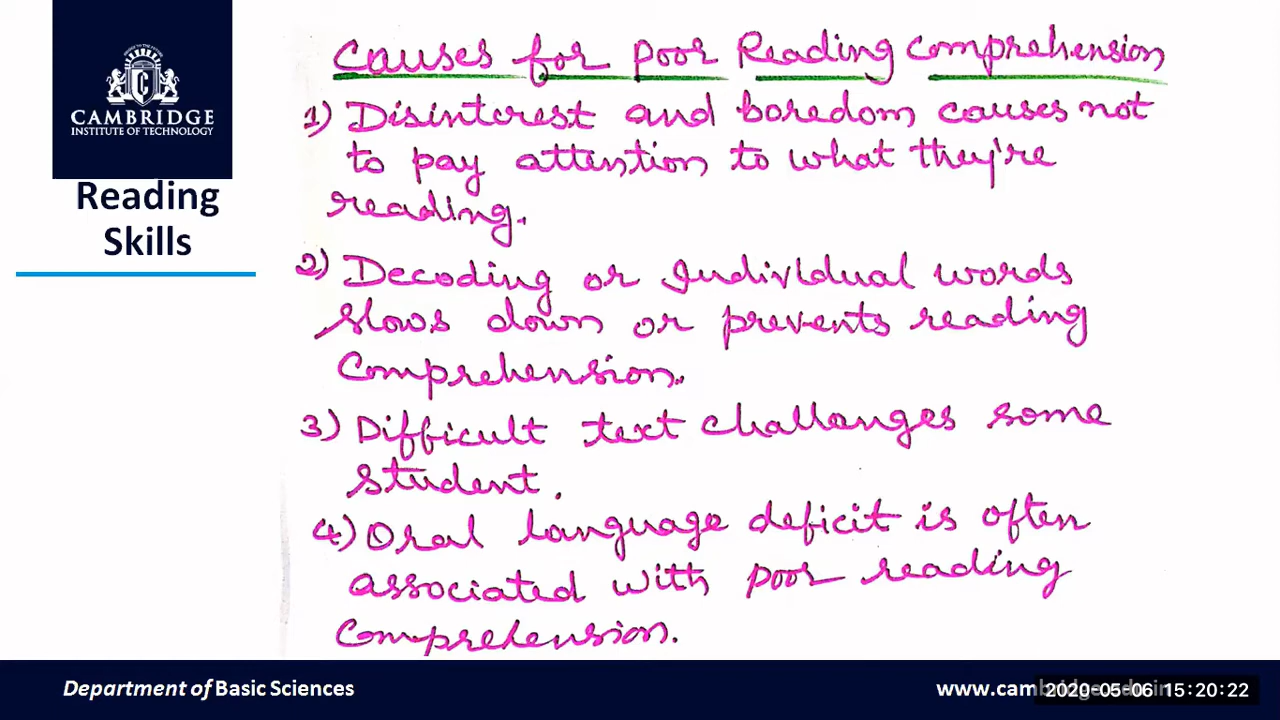 CAMBRIDGE
INSTITUTE OF TECHNOLOGY
Reading
Skills
Causes for Poor Reading Comprehension
1) Disinterest and boredom causes not
to pay attention to what they're
reading.
2) Decoding or Individual words
slows down or prevents reading
Comprehension.
3) Difficult text challanges some
student.
4) Oral language deficit is often
associated with poor reading
Comprehension.
Department of Basic Sciences
www.cam
2020-05-06 15:20:22